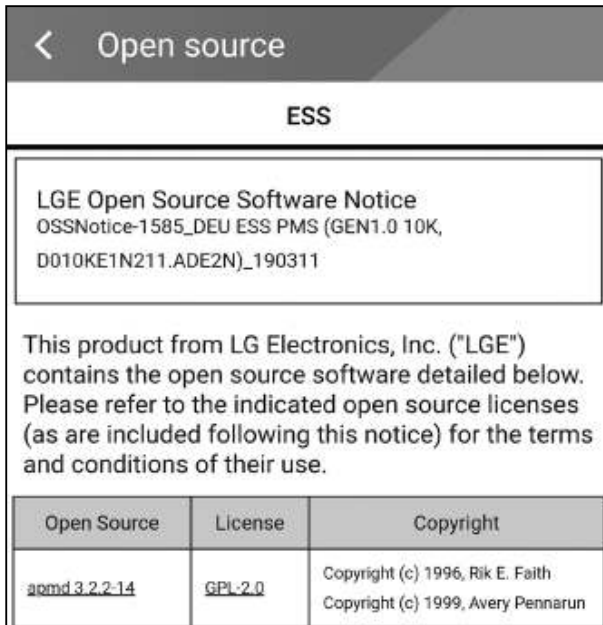 Open source
ESS
LGE Open Source Software Notice
OSSNotice-1585_DEU ESS PMS (GEN1.0 10K,
D010KE1N211.ADE2N)_190311
This product from LG Electronics, Inc. ("LGE")
contains the open source software detailed below.
Please refer to the indicated open source licenses
(as are included following this notice) for the terms
and conditions of their use.
Open Source License Copyright
apmd 3.2.2-14 GPL-2.0 Copyright (c) 1996, Rik E. Faith
Copyright (c) 1999, Avery Pennarun